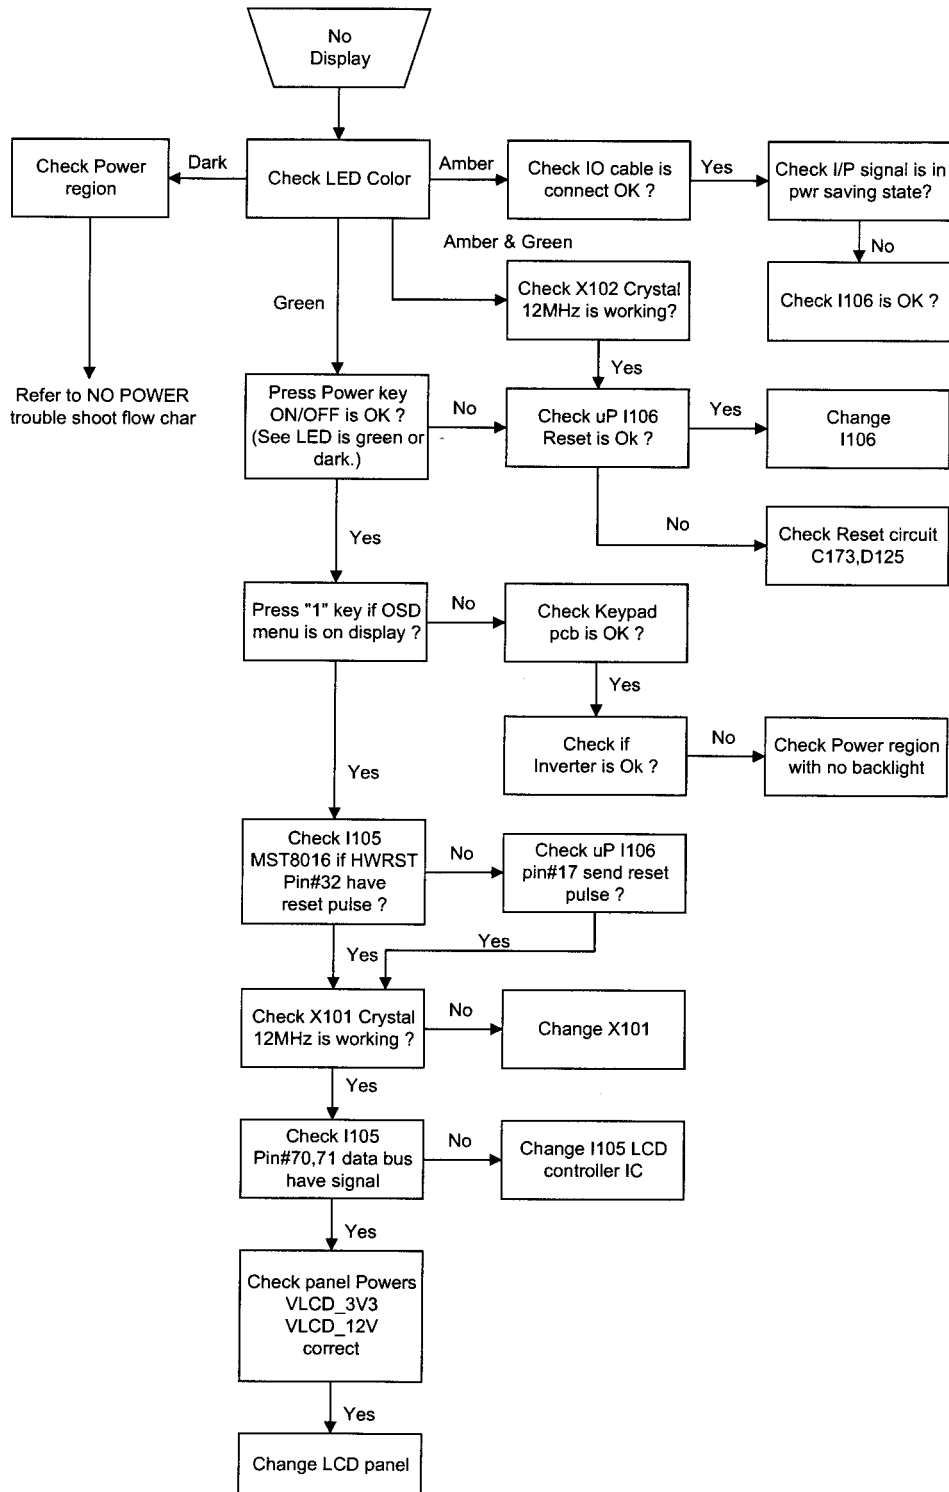 No
Display
Check Power
region
Dark
Check LED Color
Amber
Check IO cable is
connect OK ?
Yes
Check I/P signal is in
pwr saving state?
Amber & Green
No
Green
Check X102 Crystal
12MHz is working?
Check I106 is OK ?
Yes
Refer to NO POWER
trouble shoot flow char
Press Power key
ON/OFF is OK ?
(See LED is green or
dark.)
No
Check uP I106
Reset is Ok ?
Yes
Change
I106
Yes
No
Check Reset circuit
C173,D125
Press "1" key if OSD
menu is on display ?
No
Check Keypad
pcb is OK ?
Yes
Yes
Check if
Inverter is Ok ?
No
Check Power region
with no backlight
Check I105
MST8016 if HWRST
Pin#32 have
reset pulse ?
No
Check uP I106
pin#17 send reset
pulse ?
Yes
Yes
Check X101 Crystal
12MHz is working ?
No
Change X101
Yes
Check I105
Pin#70,71 data bus
have signal
No
Change I105 LCD
controller IC
Yes
Check panel Powers
VLCD_3V3
VLCD_12V
correct
Yes
Change LCD panel